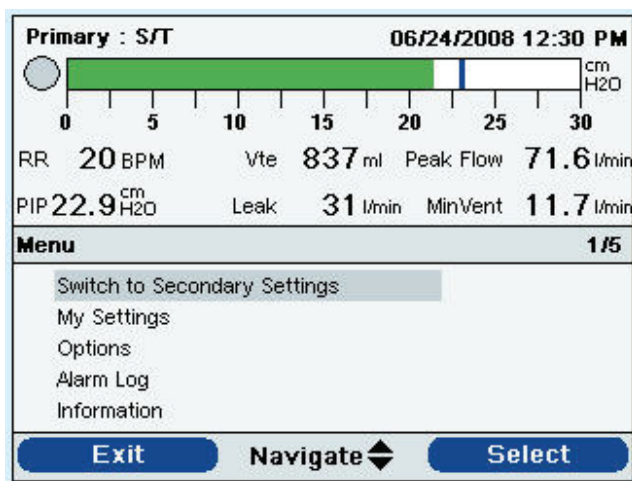 Primary : S/T 06/24/2008 12:30 PM
cm
H2O
0 5 10 15 20 25 30
RR 20 BPM Vte 837 ml Peak Flow 71.6 l/min
PIP 22.9 cm H2O Leak 31 l/min MinVent 11.7 l/min
Menu 1/5
Switch to Secondary Settings
My Settings
Options
Alarm Log
Information
Exit Navigate Select